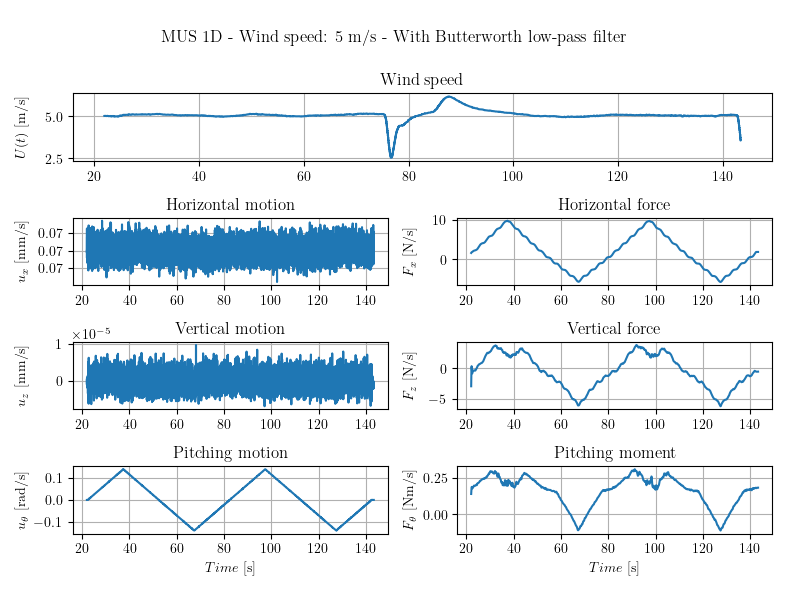 MUS 1D - Wind speed: 5 m/s - With Butterworth low-pass filter
Wind speed
U(t) [m/s]
5.0
2.5
20 40 60 80 100 120 140
Horizontal motion
u_x [mm/s]
0.07
0.07
0.07
20 40 60 80 100 120 140
Horizontal force
F_x [N/s]
10
0
20 40 60 80 100 120 140
Vertical motion
×10⁻⁵
u_z [mm/s]
1
0
20 40 60 80 100 120 140
Vertical force
F_z [N/s]
0
−5
20 40 60 80 100 120 140
Pitching motion
u_θ [rad/s]
0.1
0.0
−0.1
20 40 60 80 100 120 140
Time [s]
Pitching moment
F_θ [Nm/s]
0.25
0.00
20 40 60 80 100 120 140
Time [s]